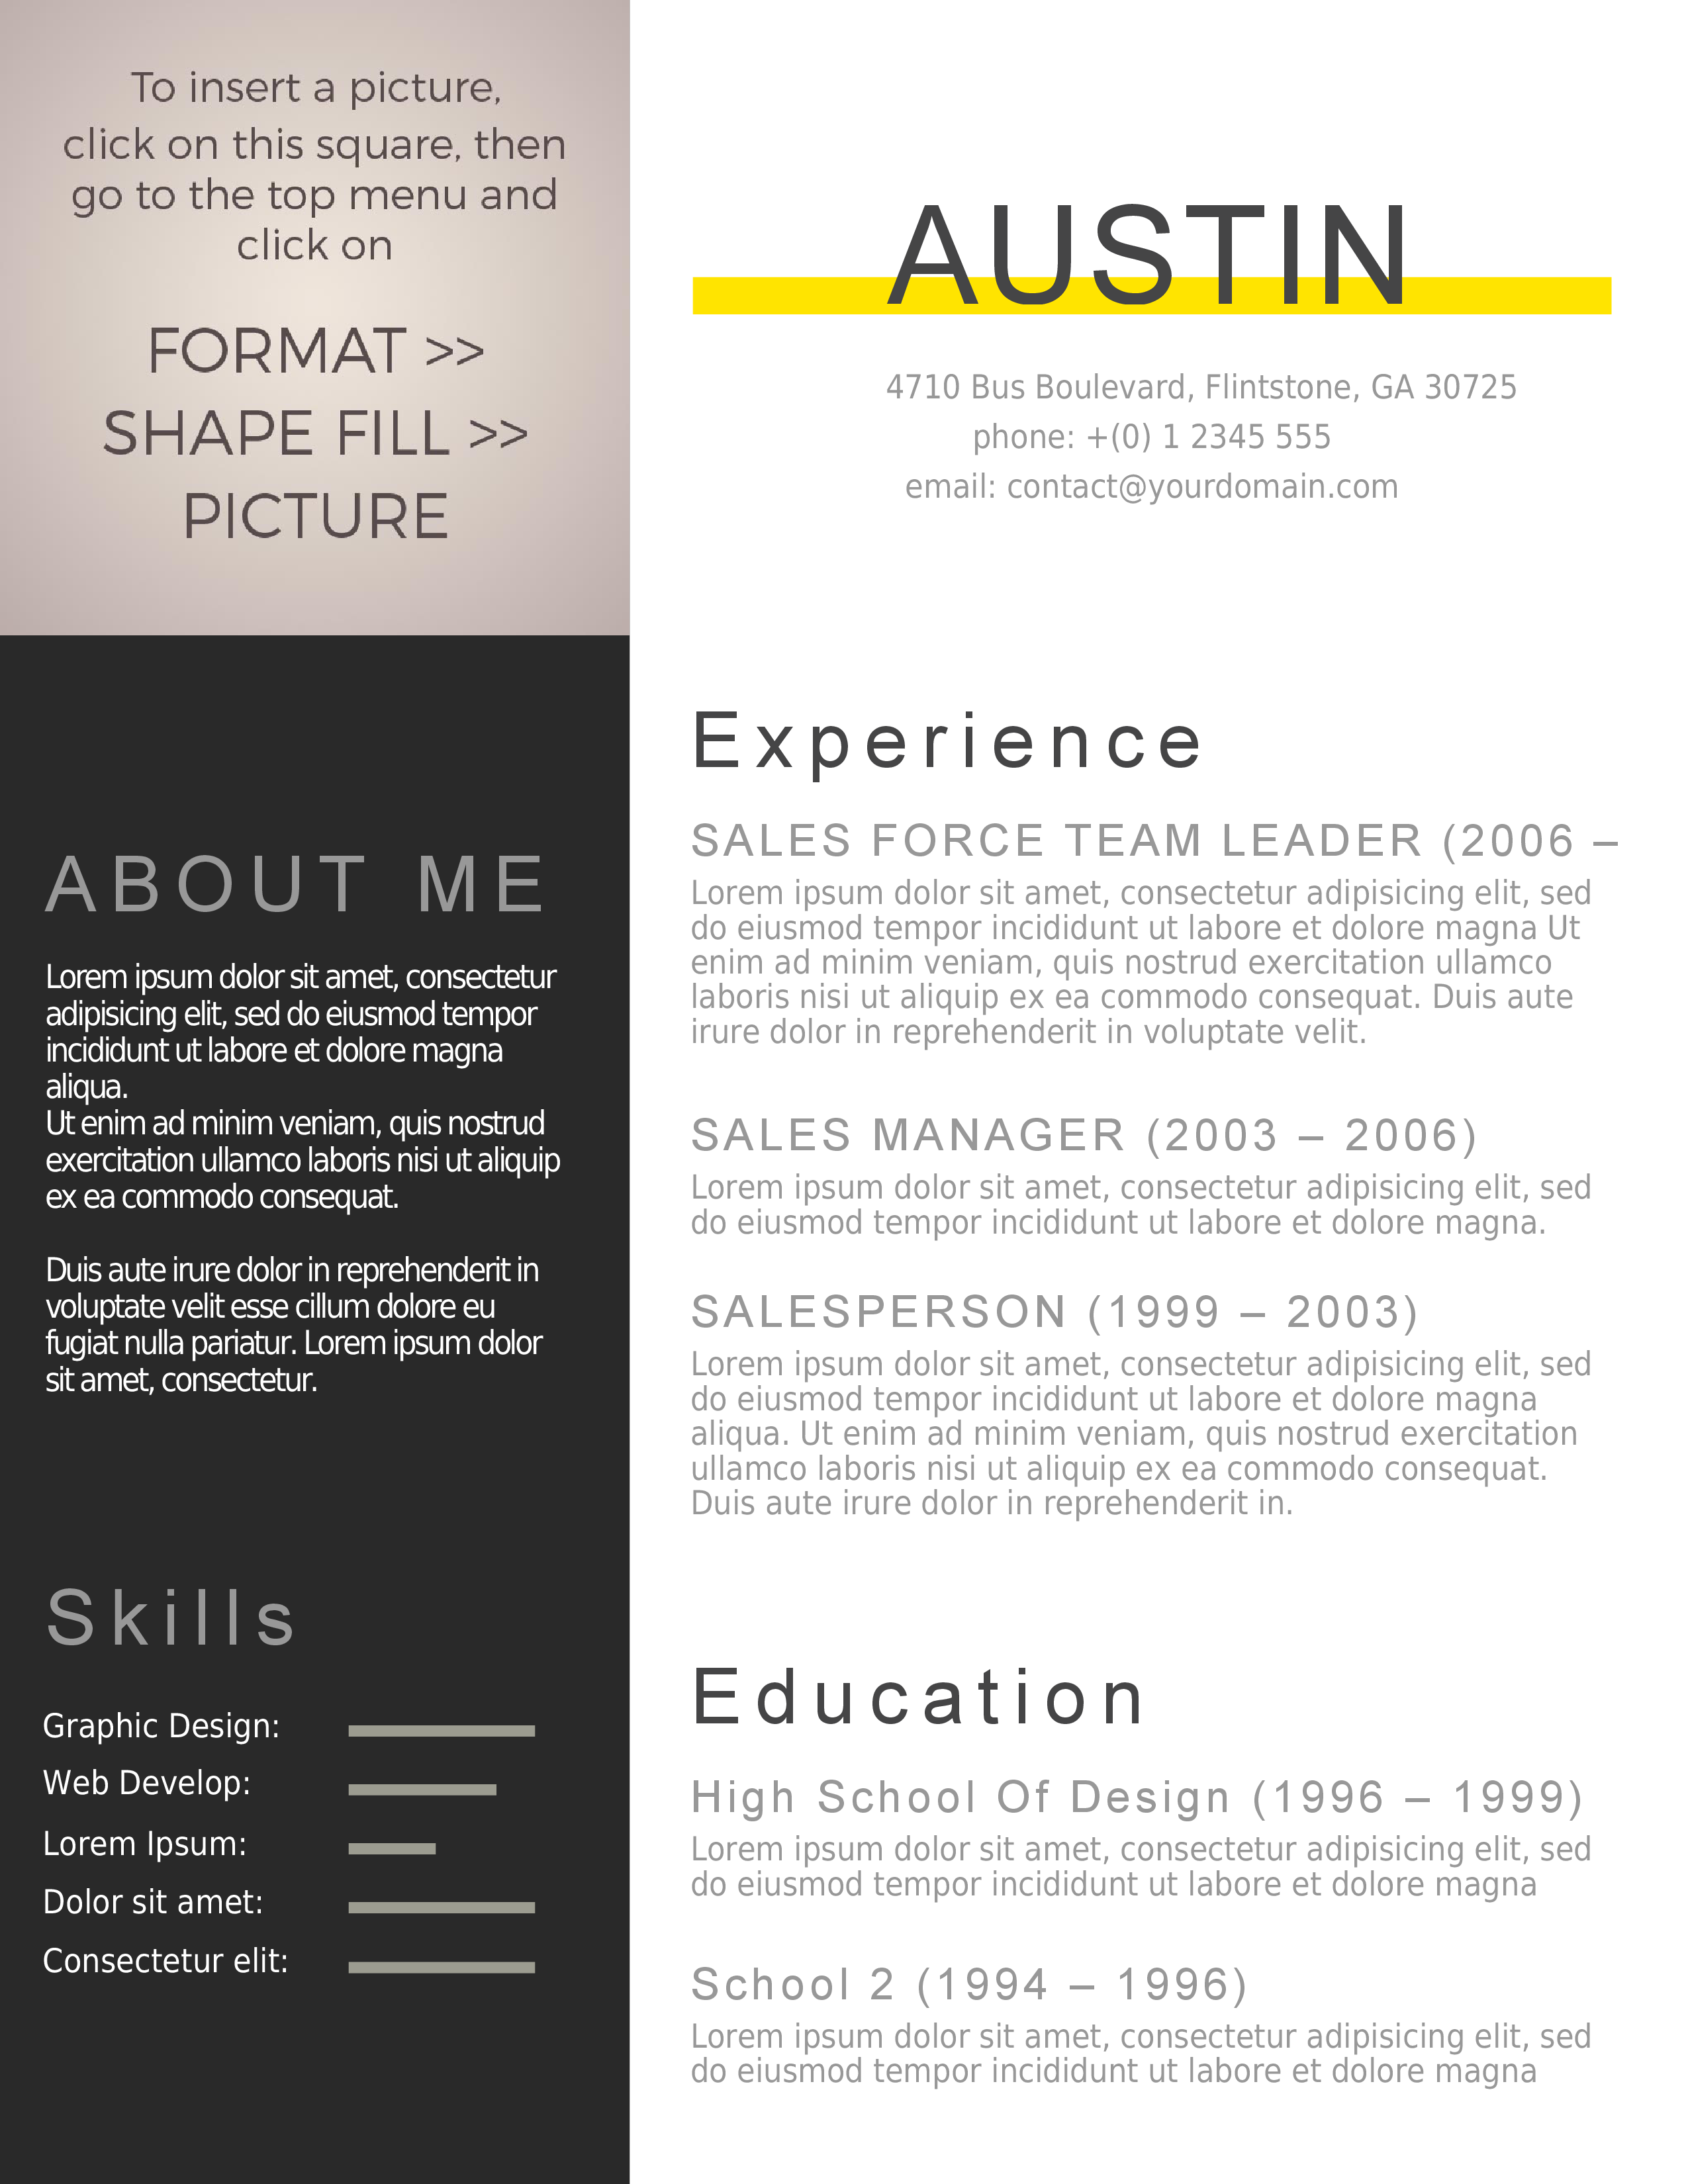 To insert a picture,
click on this square, then
go to the top menu and
click on
FORMAT >>
SHAPE FILL >>
PICTURE
ABOUT ME
Lorem ipsum dolor sit amet, consectetur
adipisicing elit, sed do eiusmod tempor
incididunt ut labore et dolore magna
aliqua.
Ut enim ad minim veniam, quis nostrud
exercitation ullamco laboris nisi ut aliquip
ex ea commodo consequat.
Duis aute irure dolor in reprehenderit in
voluptate velit esse cillum dolore eu
fugiat nulla pariatur. Lorem ipsum dolor
sit amet, consectetur.
Skills
Graphic Design:
Web Develop:
Lorem Ipsum:
Dolor sit amet:
Consectetur elit:
AUSTIN
4710 Bus Boulevard, Flintstone, GA 30725
phone: +(0) 1 2345 555
email: contact@yourdomain.com
Experience
SALES FORCE TEAM LEADER (2006 –
Lorem ipsum dolor sit amet, consectetur adipisicing elit, sed
do eiusmod tempor incididunt ut labore et dolore magna Ut
enim ad minim veniam, quis nostrud exercitation ullamco
laboris nisi ut aliquip ex ea commodo consequat. Duis aute
irure dolor in reprehenderit in voluptate velit.
SALES MANAGER (2003 – 2006)
Lorem ipsum dolor sit amet, consectetur adipisicing elit, sed
do eiusmod tempor incididunt ut labore et dolore magna.
SALESPERSON (1999 – 2003)
Lorem ipsum dolor sit amet, consectetur adipisicing elit, sed
do eiusmod tempor incididunt ut labore et dolore magna
aliqua. Ut enim ad minim veniam, quis nostrud exercitation
ullamco laboris nisi ut aliquip ex ea commodo consequat.
Duis aute irure dolor in reprehenderit in.
Education
High School Of Design (1996 – 1999)
Lorem ipsum dolor sit amet, consectetur adipisicing elit, sed
do eiusmod tempor incididunt ut labore et dolore magna
School 2 (1994 – 1996)
Lorem ipsum dolor sit amet, consectetur adipisicing elit, sed
do eiusmod tempor incididunt ut labore et dolore magna